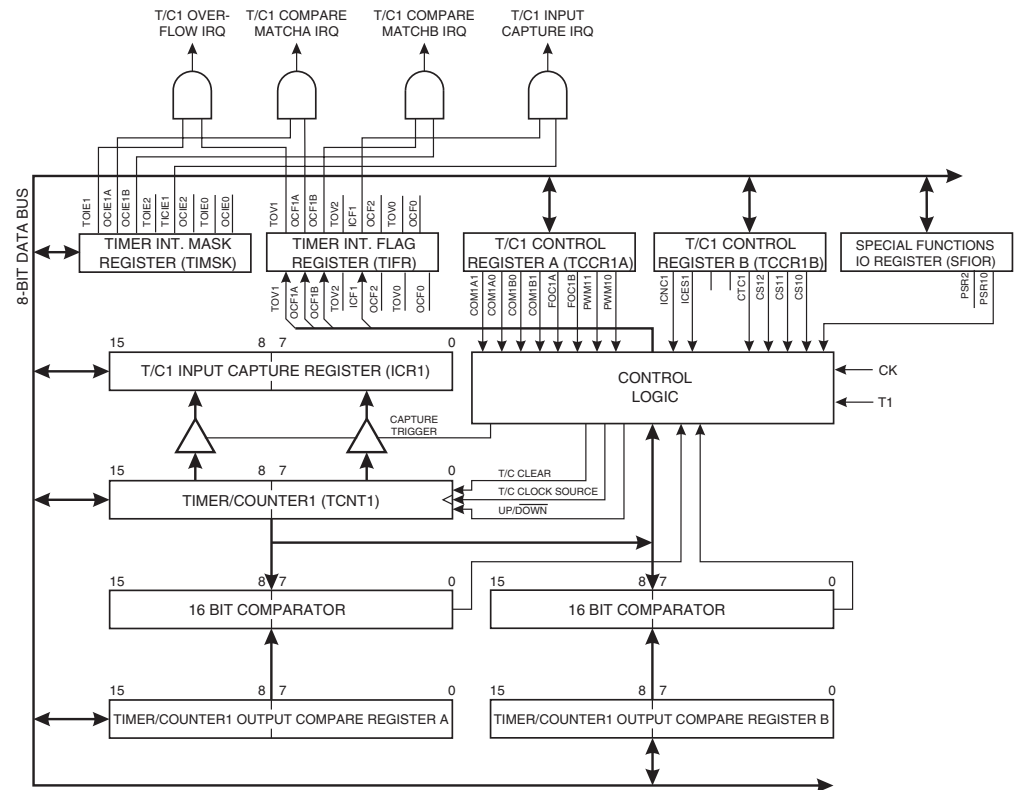 T/C1 OVER-
FLOW IRQ
T/C1 COMPARE
MATCHA IRQ
T/C1 COMPARE
MATCHB IRQ
T/C1 INPUT
CAPTURE IRQ
8-BIT DATA BUS
TOIE1
OCIE1A
OCIE1B
TOIE2
TICIE1
OCIE2
TOIE0
OCIE0
TOV1
OCF1A
OCF1B
TOV2
ICF1
OCF2
TOV0
OCF0
TIMER INT. MASK
REGISTER (TIMSK)
TIMER INT. FLAG
REGISTER (TIFR)
T/C1 CONTROL
REGISTER A (TCCR1A)
T/C1 CONTROL
REGISTER B (TCCR1B)
SPECIAL FUNCTIONS
IO REGISTER (SFIOR)
TOV1
OCF1A
OCF1B
TOV2
ICF1
OCF2
TOV0
OCF0
COM1A1
COM1A0
COM1B0
COM1B1
FOC1A
FOC1B
PWM11
PWM10
ICNC1
ICES1
CTC1
CS12
CS11
CS10
PSR2
PSR10
15 8 7 0
T/C1 INPUT CAPTURE REGISTER (ICR1)
CONTROL
LOGIC
CK
T1
CAPTURE
TRIGGER
15 8 7 0
TIMER/COUNTER1 (TCNT1)
T/C CLEAR
T/C CLOCK SOURCE
UP/DOWN
15 8 7 0
16 BIT COMPARATOR
15 8 7 0
16 BIT COMPARATOR
15 8 7 0
TIMER/COUNTER1 OUTPUT COMPARE REGISTER A
15 8 7 0
TIMER/COUNTER1 OUTPUT COMPARE REGISTER B